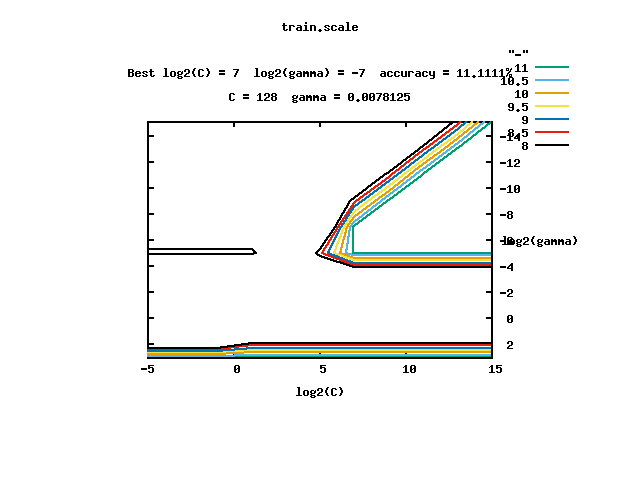 train.scale
"-"
Best log2(C) = 7  log2(gamma) = -7  accuracy = 11.1111%
C = 128  gamma = 0.0078125
11
10.5
10
9.5
9
8.5
8
-14
-12
-10
-8
-6
log2(gamma)
-4
-2
0
2
-5 0 5 10 15
log2(C)